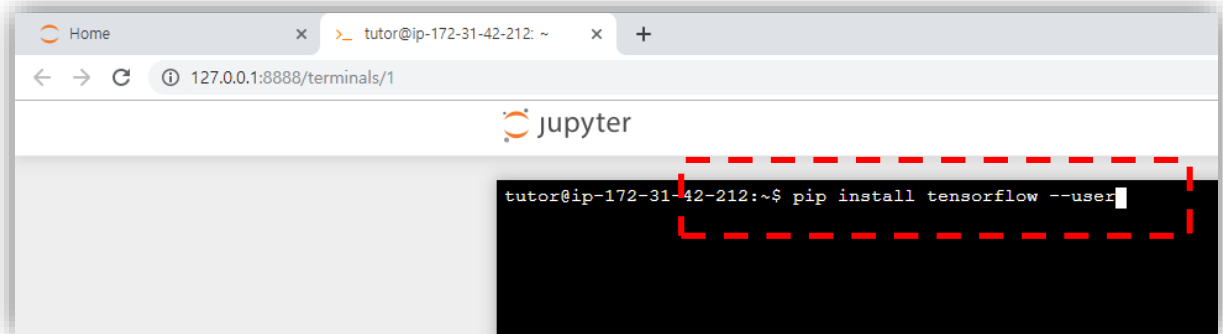 Home
>_ tutor@ip-172-31-42-212: ~
127.0.0.1:8888/terminals/1
jupyter
tutor@ip-172-31-42-212:~$ pip install tensorflow --user